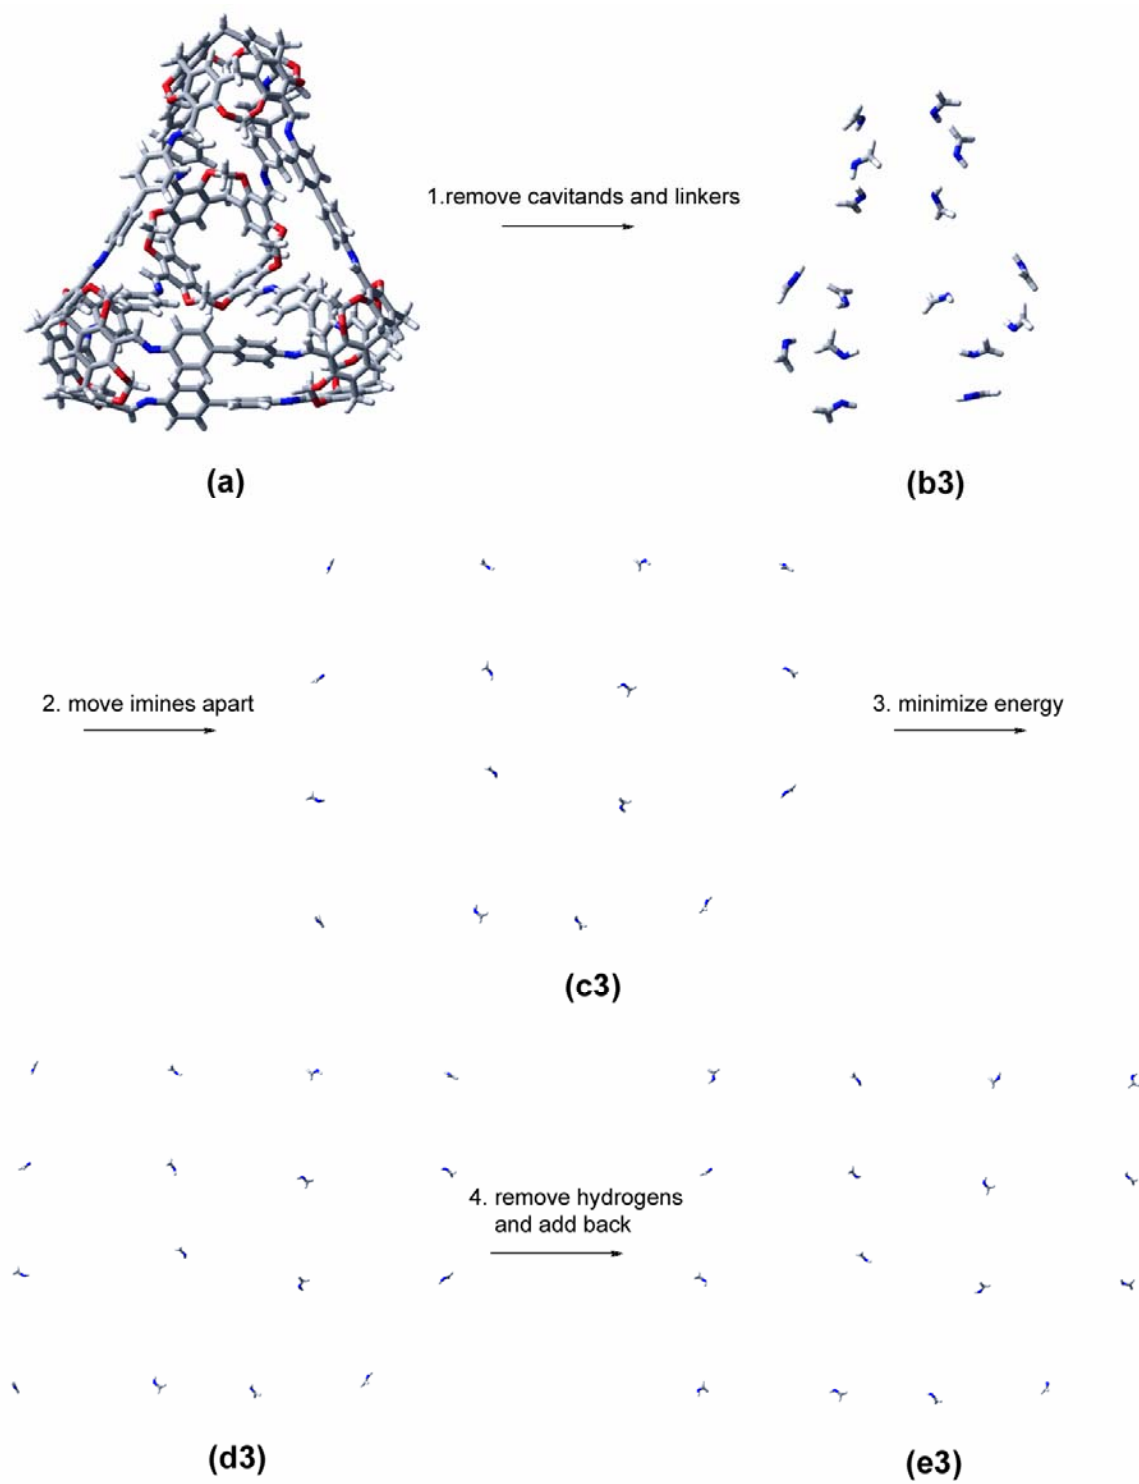 1.remove cavitands and linkers
(a)
(b3)
2. move imines apart
3. minimize energy
(c3)
4. remove hydrogens
and add back
(d3)
(e3)